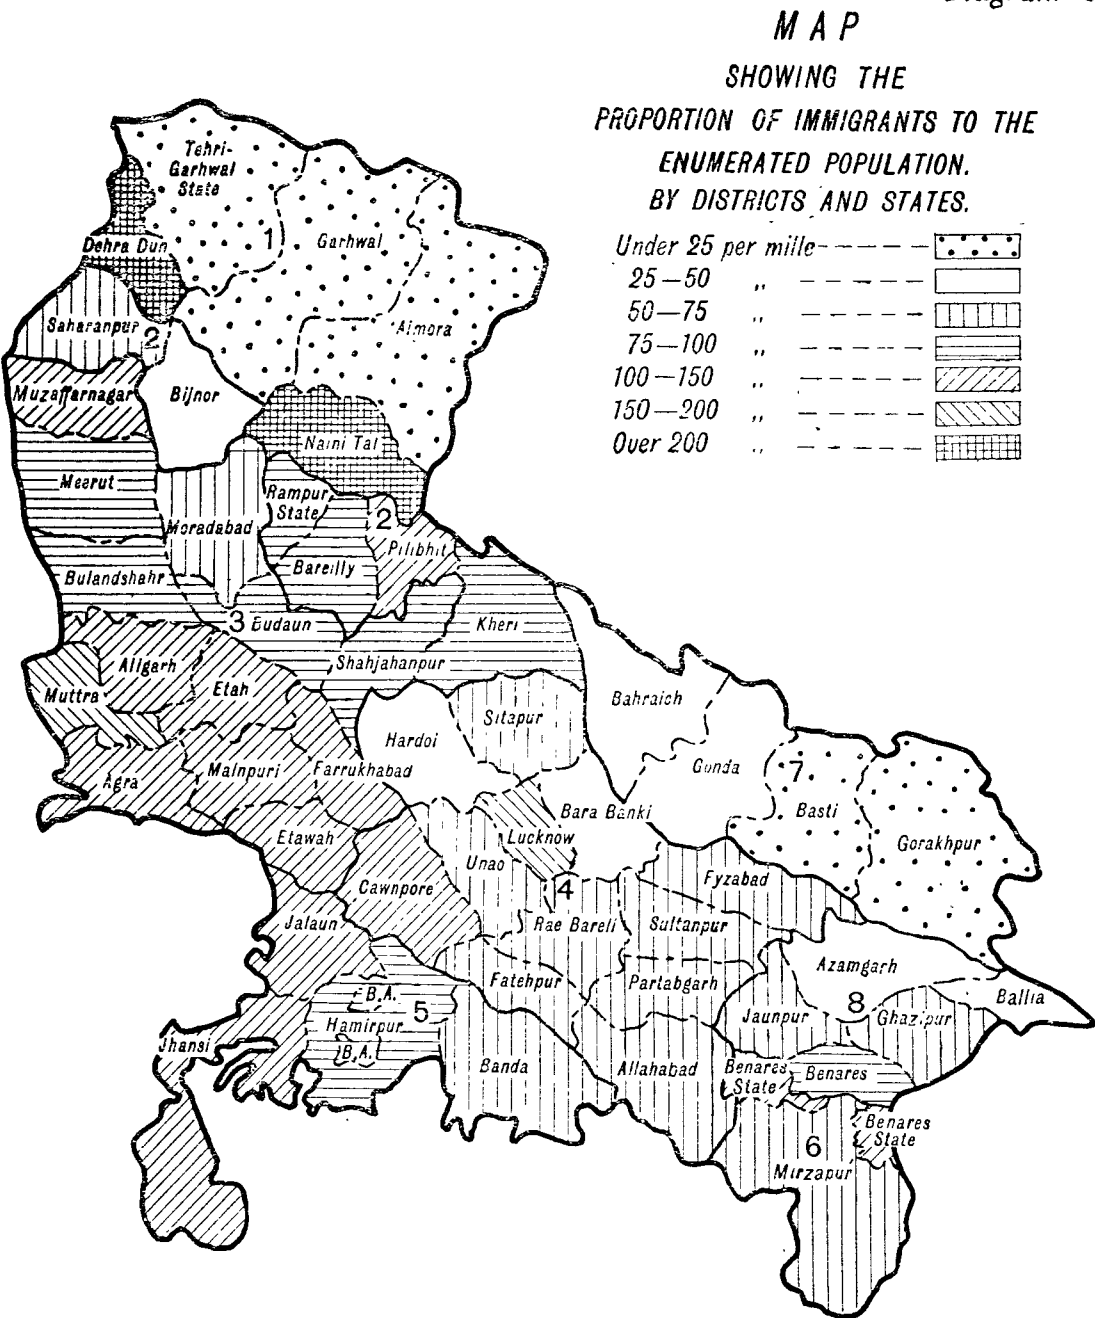 MAP
SHOWING THE
PROPORTION OF IMMIGRANTS TO THE
ENUMERATED POPULATION.
BY DISTRICTS AND STATES.
Under 25 per mille
25—50 „
50—75 „
75—100 „
100—150 „
150—200 „
Over 200 „
Tehri-
Garhwal
State
1
Garhwal
Dehra Dun
Almora
Saharanpur
2
Muzaffarnagar
Bijnor
Naini Tal
Meerut
Rampur
State
Moradabad
2
Pilibhit
Bareilly
Bulandshahr
3
Budaun
Kheri
Shahjahanpur
Aligarh
Etah
Muttra
Bahraich
Sitapur
Hardoi
Gonda
7
Agra
Mainpuri
Farrukhabad
Bara Banki
Basti
Etawah
Lucknow
Unao
Gorakhpur
Cawnpore
4
Fyzabad
Jalaun
Rae Bareli
Sultanpur
Azamgarh
B.A.
Fatehpur
Partabgarh
Ballia
Hamirpur
5
8
Jaunpur
Ghazipur
Jhansi
B.A.
Banda
Allahabad
Benares
State
Benares
Benares
State
6
Mirzapur